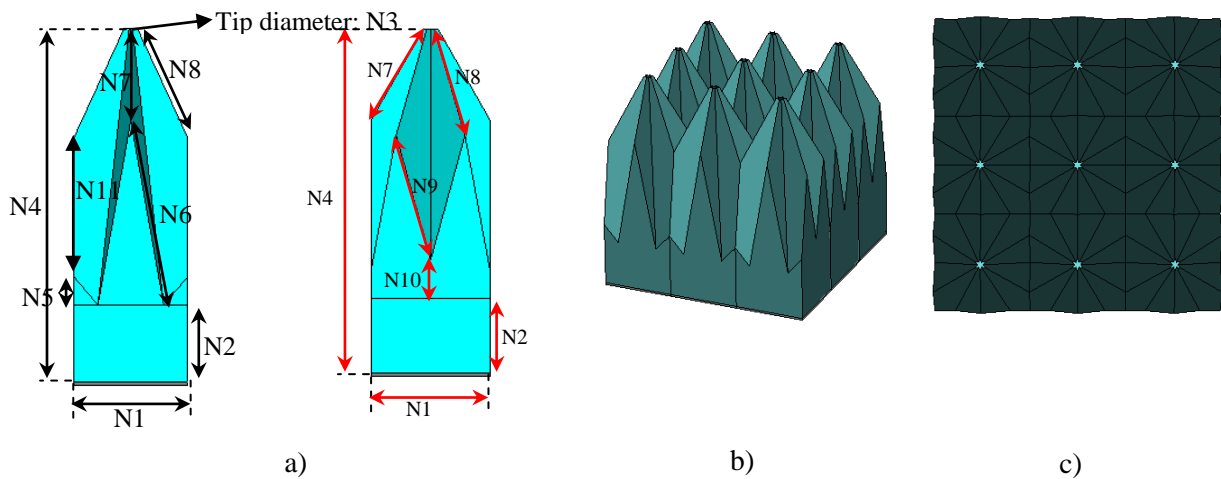 Tip diameter: N3
N7
N8
N4
N11
N6
N5
N2
N1
N7
N8
N4
N9
N10
N2
N1
a)
b)
c)